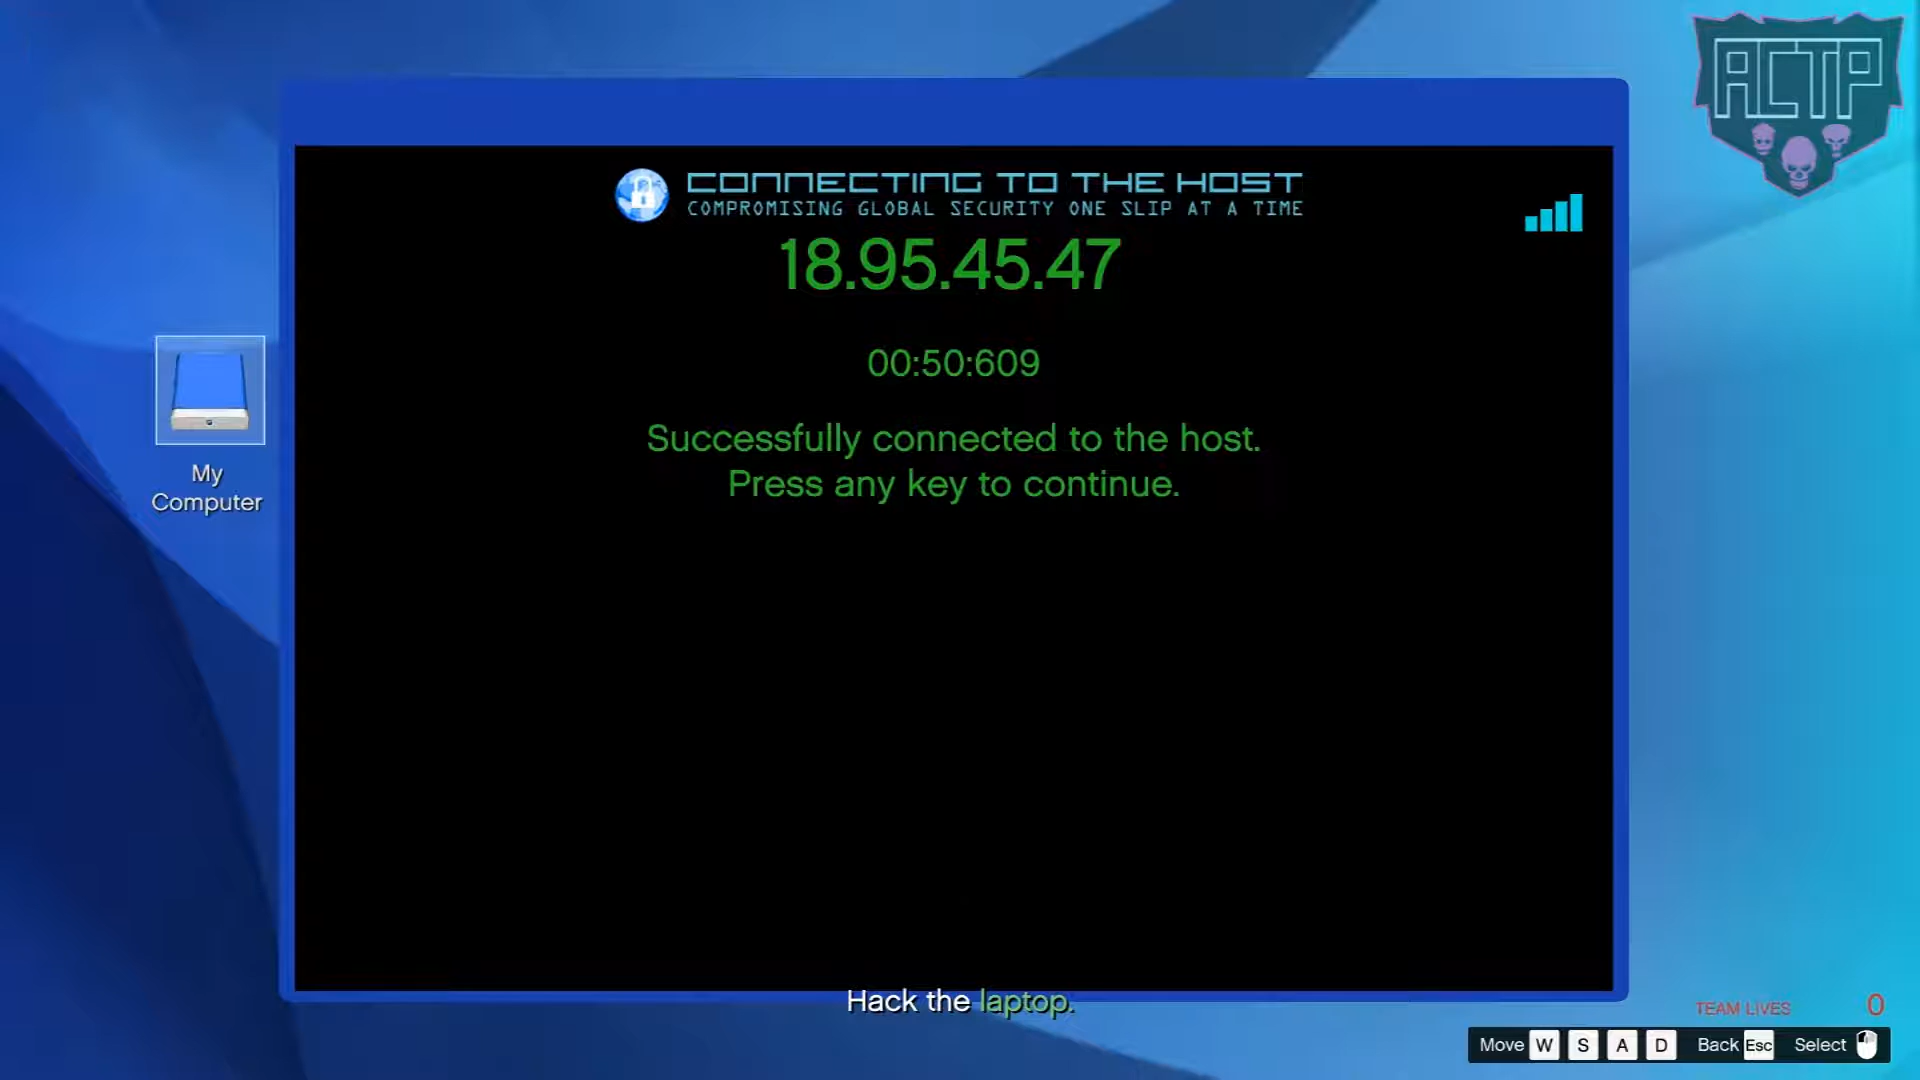 ACTP
CONNECTING TO THE HOST
COMPROMISING GLOBAL SECURITY ONE SLIP AT A TIME
18.95.45.47
00:50:609
Successfully connected to the host.
Press any key to continue.
My
Computer
Hack the laptop.
TEAM LIVES 0
Move W S A D Back Esc Select